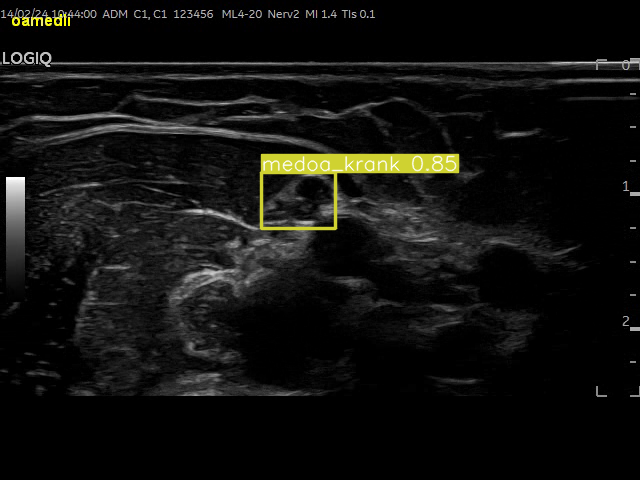 14/02/24 10:44:00 ADM C1, C1 123456 ML4-20 Nerv2 MI 1.4 TIs 0.1
oamedli
LOGIQ
0
medoa_krank 0.85
1
2